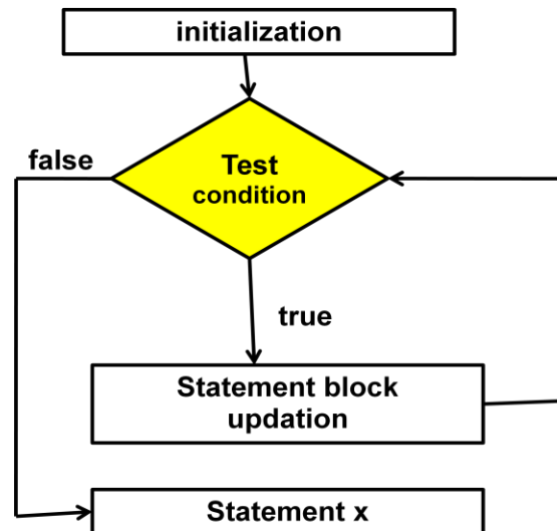 initialization
false
Test
condition
true
Statement block
updation
Statement x